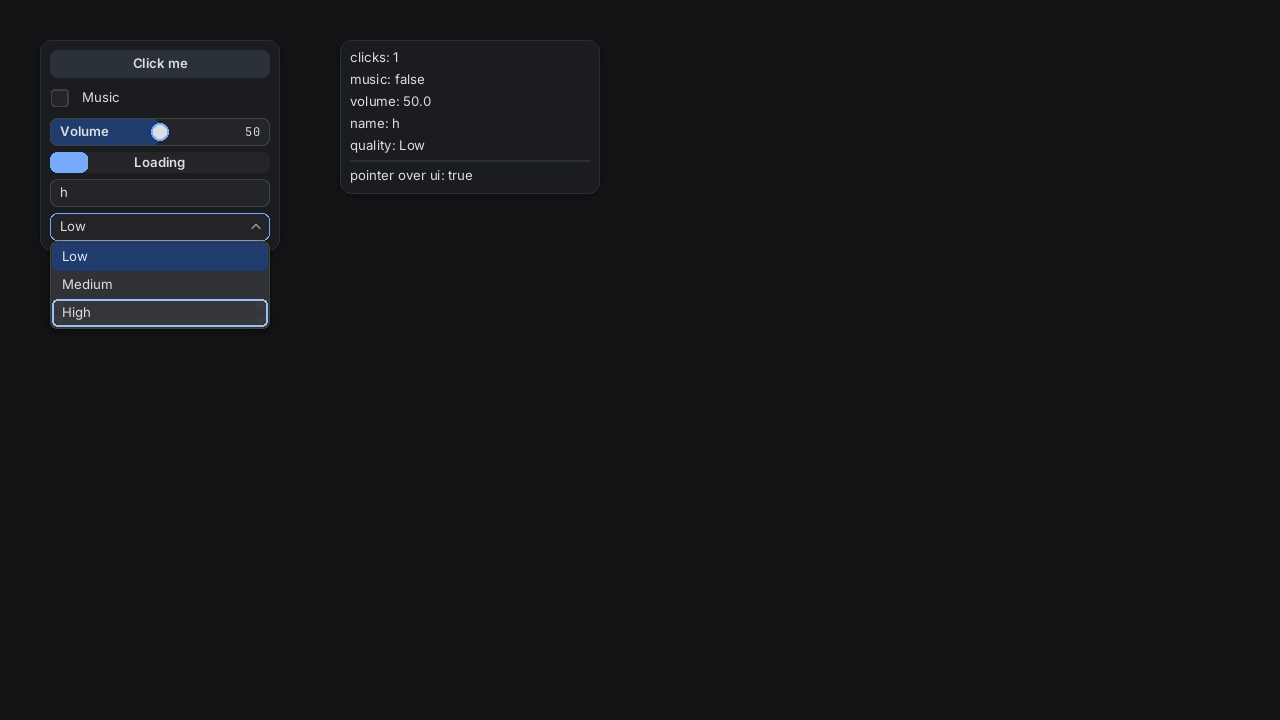 Click me
Music
Volume 50
Loading
h
Low
Low
Medium
High
clicks: 1
music: false
volume: 50.0
name: h
quality: Low
pointer over ui: true